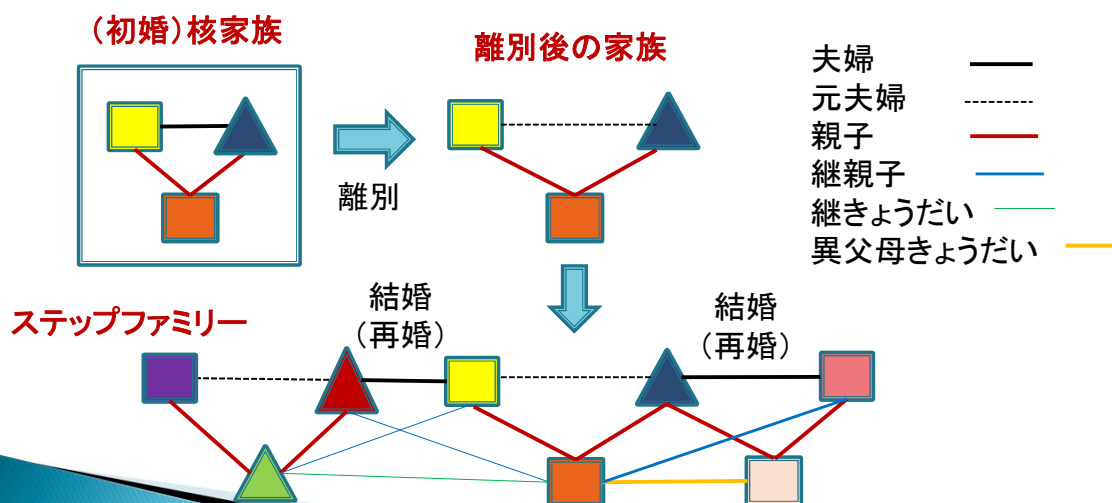 （初婚）核家族
離別後の家族
離別
夫婦
元夫婦
親子
継親子
継きょうだい
異父母きょうだい
ステップファミリー
結婚
（再婚）
結婚
（再婚）